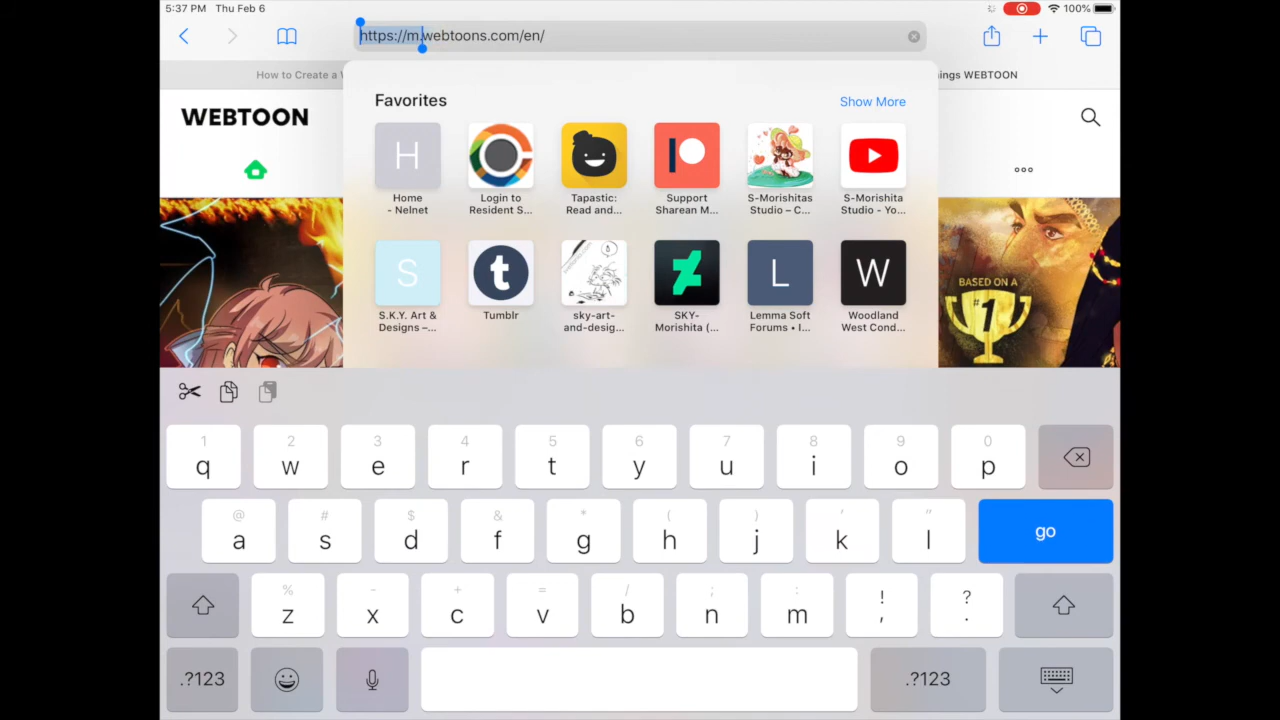 5:37 PM Thu Feb 6
100%
https://m.webtoons.com/en/
How to Create a W
ings WEBTOON
WEBTOON
Favorites
Show More
H
Home
- Nelnet
Login to
Resident S...
Tapastic:
Read and...
Support
Sharean M...
S-Morishitas
Studio – C...
S-Morishita
Studio - Yo...
S
S.K.Y. Art &
Designs –...
t
Tumblr
sky-art-
and-desig...
SKY-
Morishita (...
L
Lemma Soft
Forums • I...
W
Woodland
West Cond...
BASED ON A
#1
1 2 3 4 5 6 7 8 9 0
q w e r t y u i o p
@ # $ & * ( ) ' "
a s d f g h j k l go
% - + = / ; : ! ?
z x c v b n m , .
.?123 .?123